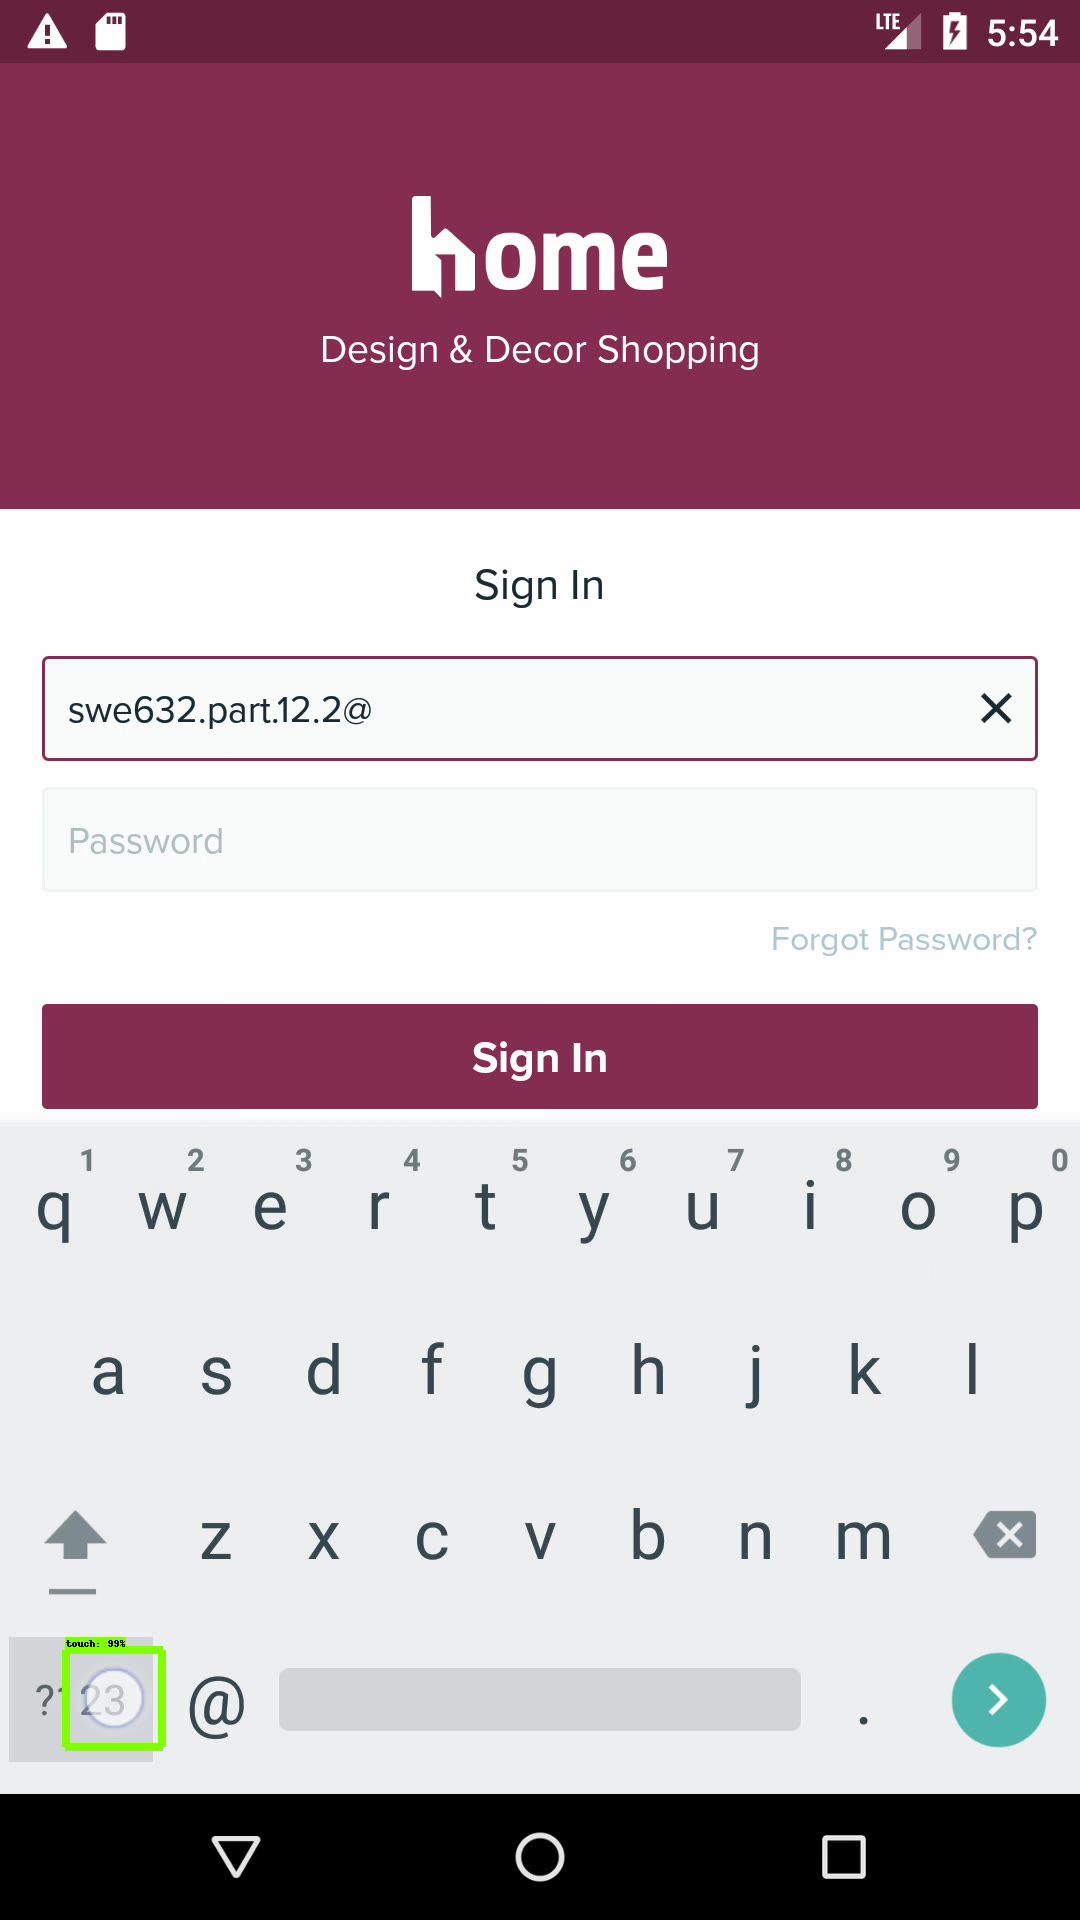 LTE 5:54
home
Design & Decor Shopping
Sign In
swe632.part.12.2@
Password
Forgot Password?
Sign In
1 2 3 4 5 6 7 8 9 0
q w e r t y u i o p
a s d f g h j k l
z x c v b n m
touch: 99%
?123 @ .